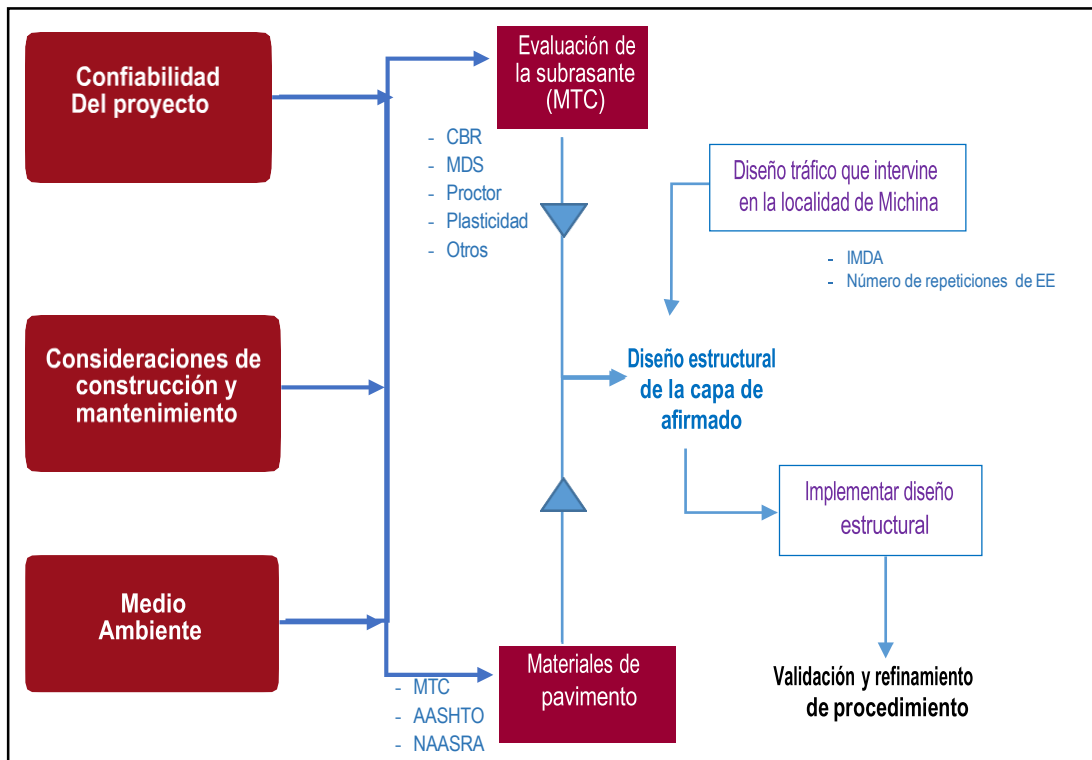 Confiabilidad
Del proyecto
Consideraciones de
construcción y
mantenimiento
Medio
Ambiente
Evaluación de
la subrasante
(MTC)
- CBR
- MDS
- Proctor
- Plasticidad
- Otros
Materiales de
pavimento
- MTC
- AASHTO
- NAASRA
Diseño tráfico que intervine
en la localidad de Michina
- IMDA
- Número de repeticiones de EE
Diseño estructural
de la capa de
afirmado
Implementar diseño
estructural
Validación y refinamiento
de procedimiento